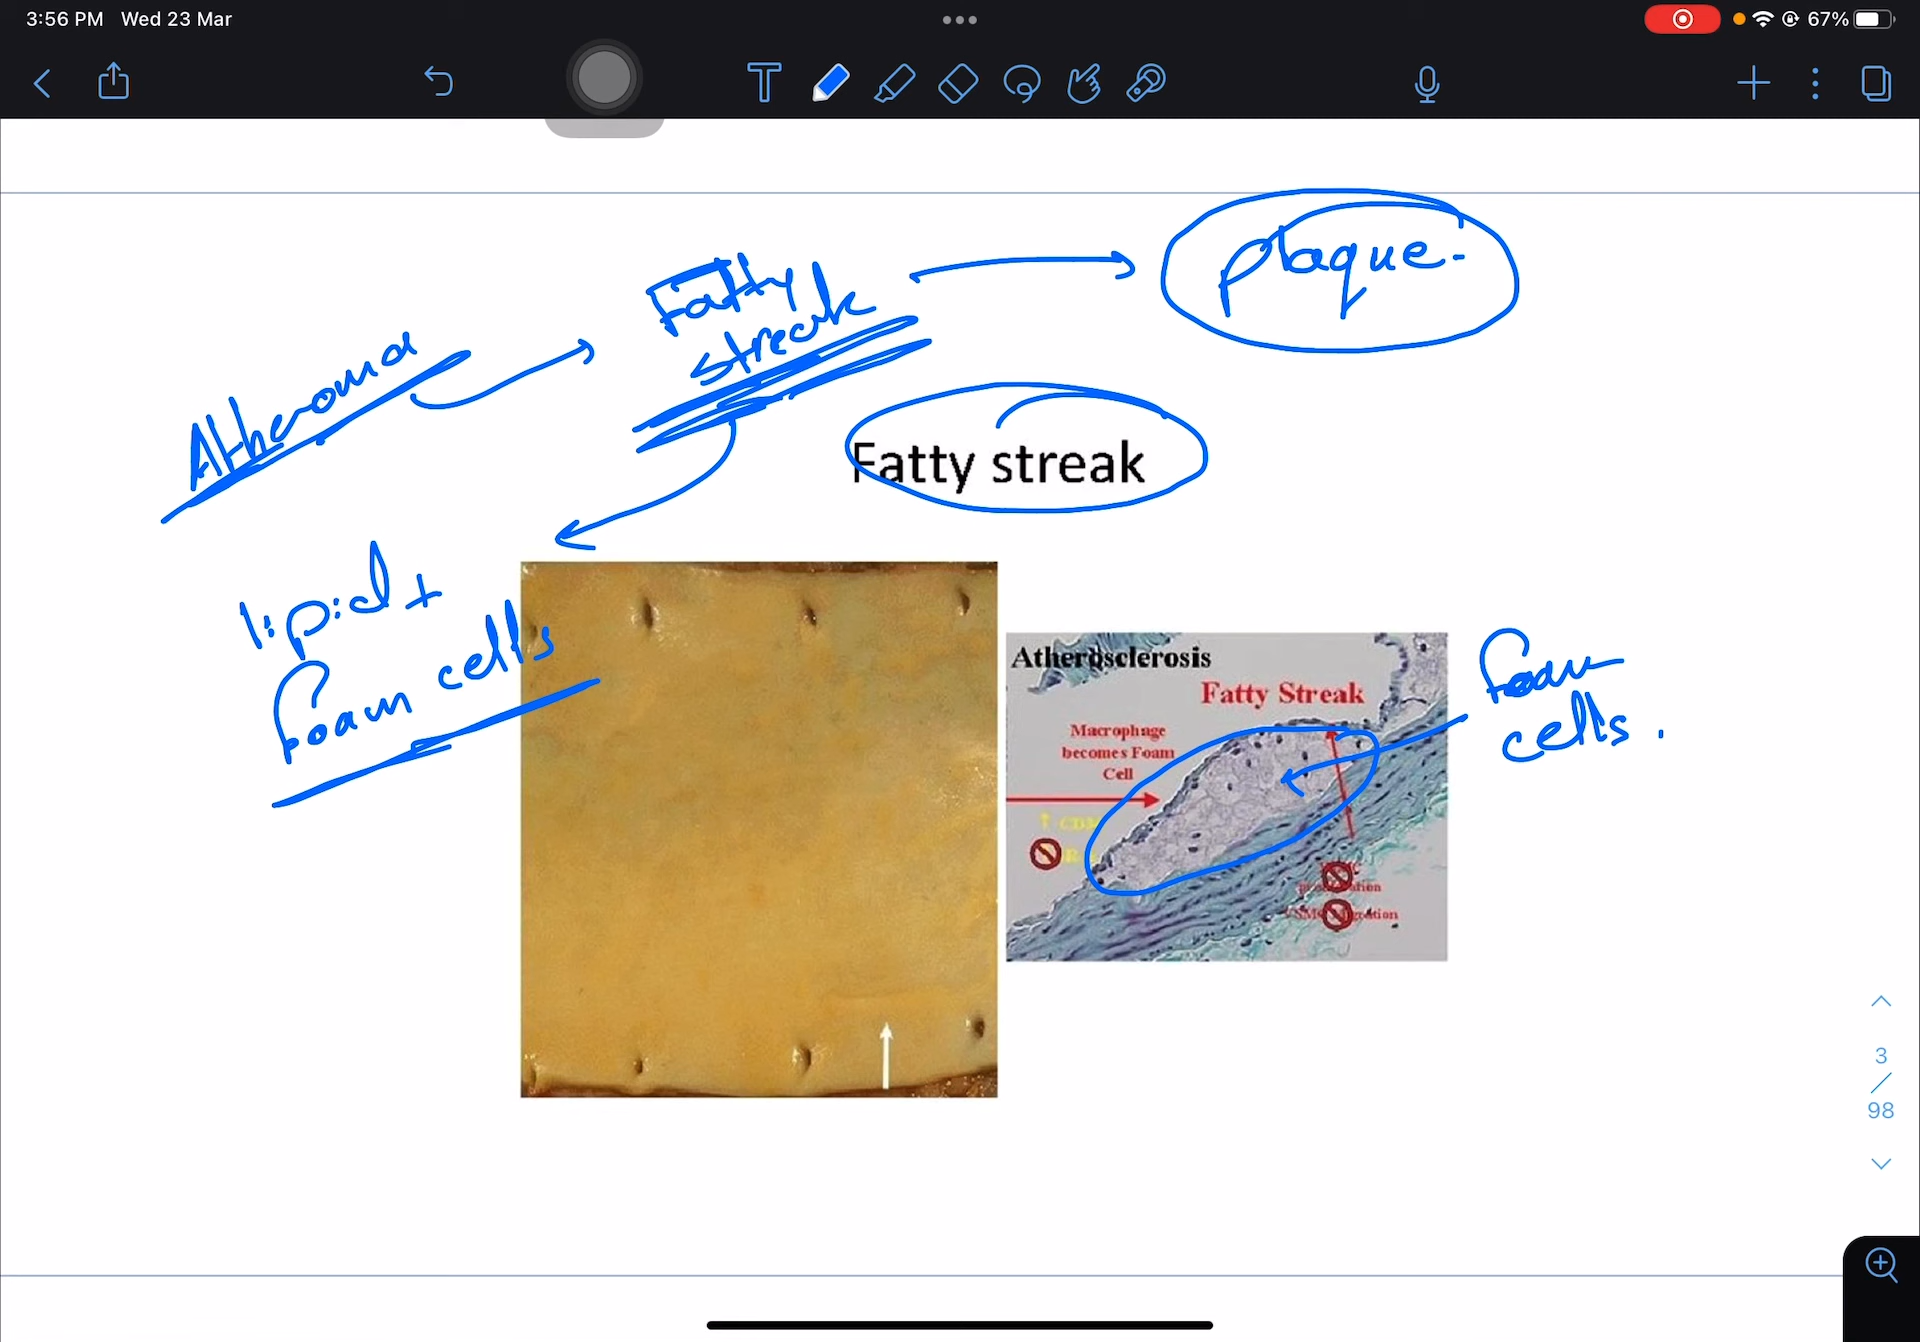 3:56 PM Wed 23 Mar
67%
plaque
Fatty
streak
Atheroma
Fatty streak
lipid +
foam cells
Atherosclerosis
Fatty Streak
Macrophage
becomes Foam
Cell
foam
cells.
3
98